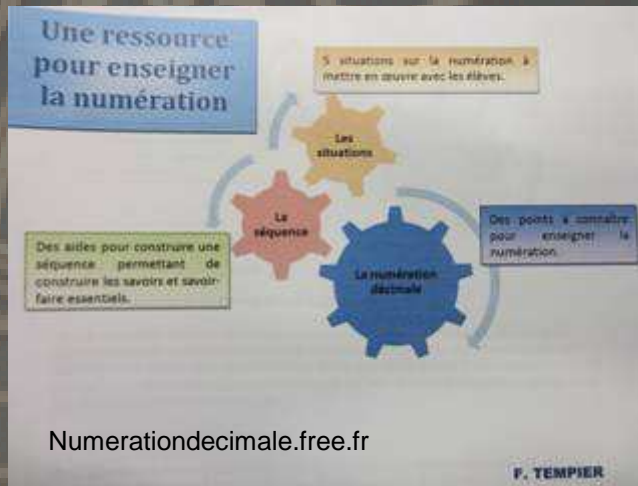 Une ressource
pour enseigner
la numération
5 situations sur la numération à
mettre en œuvre avec les élèves.
Les
situations
La
séquence
Des points à connaître
pour enseigner la
numération.
Des aides pour construire une
séquence permettant de
construire les savoirs et savoir-
faire essentiels.
La numération
décimale
Numerationdecimale.free.fr
F. TEMPIER